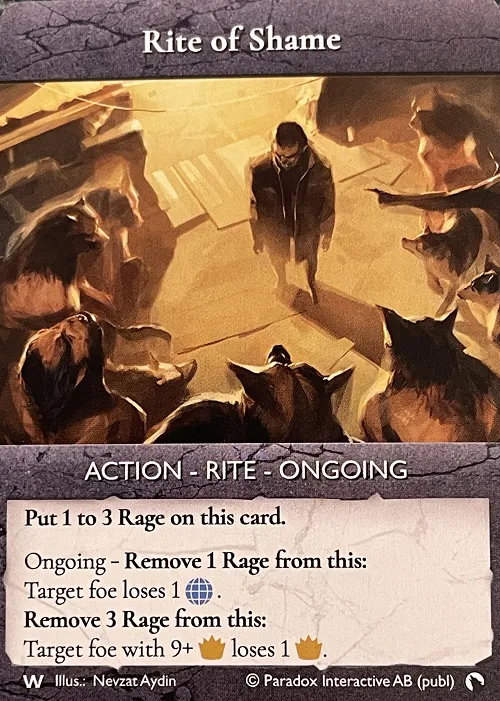 Rite of Shame
ACTION - RITE - ONGOING
Put 1 to 3 Rage on this card.
Ongoing - Remove 1 Rage from this:
Target foe loses 1 .
Remove 3 Rage from this:
Target foe with 9+ loses 1 .
W Illus.: Nevzat Aydin © Paradox Interactive AB (publ)